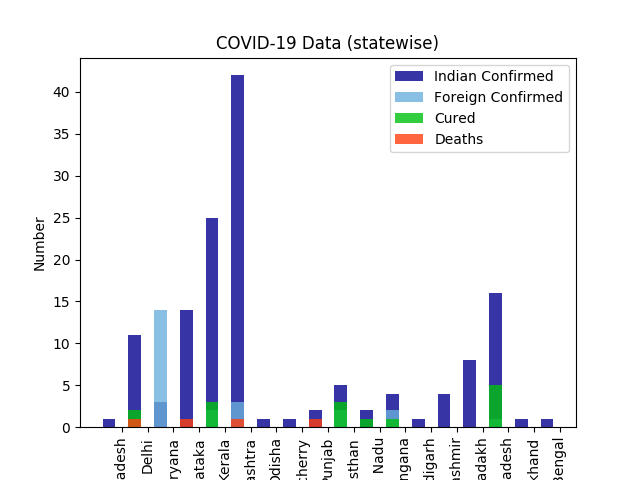 COVID-19 Data (statewise)
Indian Confirmed
Foreign Confirmed
Cured
Deaths
Number
40
35
30
25
20
15
10
5
0
adesh
Delhi
ryana
ataka
Kerala
ashtra
Odisha
cherry
Punjab
sthan
Nadu
ngana
digarh
shmir
adakh
adesh
khand
Bengal